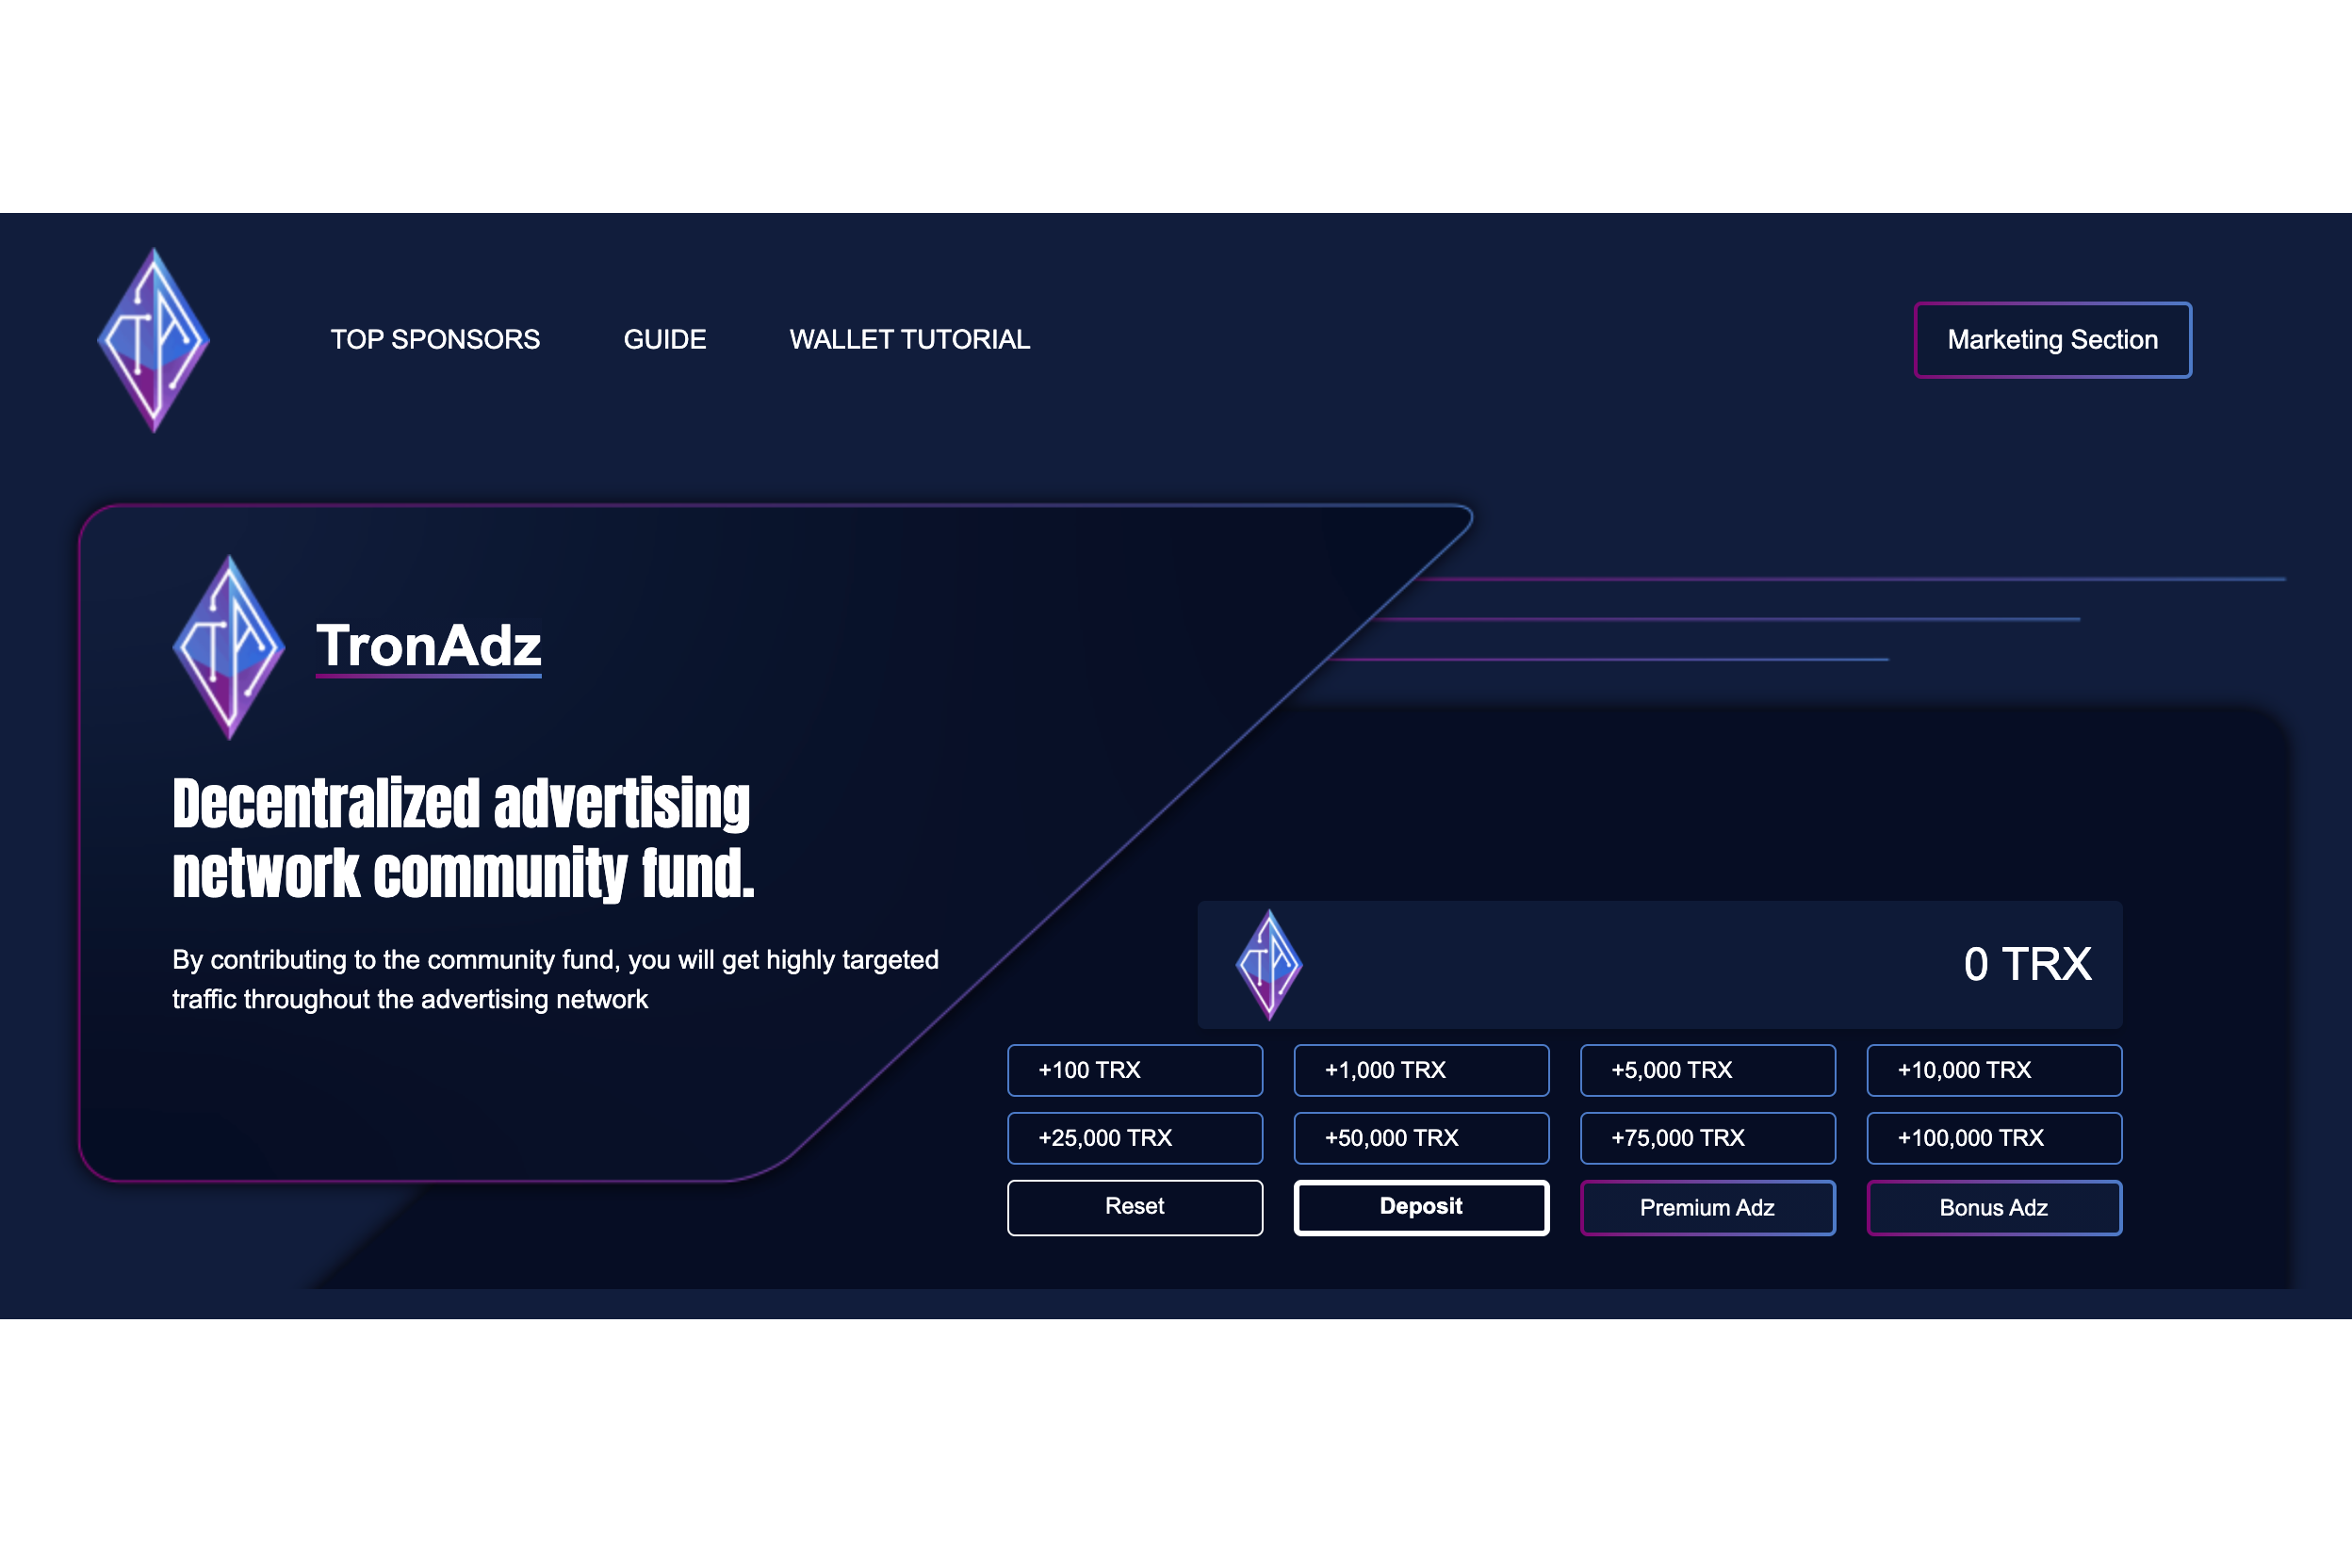 TOP SPONSORS GUIDE WALLET TUTORIAL Marketing Section
TronAdz
Decentralized advertising
network community fund.
By contributing to the community fund, you will get highly targeted
traffic throughout the advertising network
0 TRX
+100 TRX +1,000 TRX +5,000 TRX +10,000 TRX
+25,000 TRX +50,000 TRX +75,000 TRX +100,000 TRX
Reset Deposit Premium Adz Bonus Adz